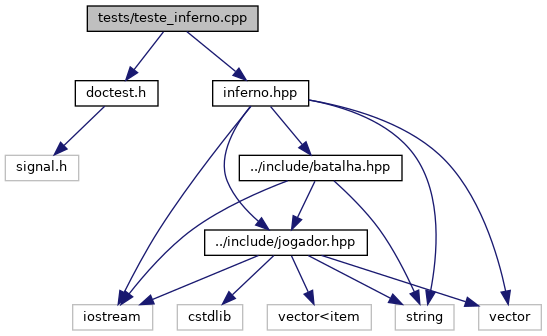 tests/teste_inferno.cpp
doctest.h
inferno.hpp
signal.h
../include/batalha.hpp
../include/jogador.hpp
iostream
cstdlib
vector<item
string
vector